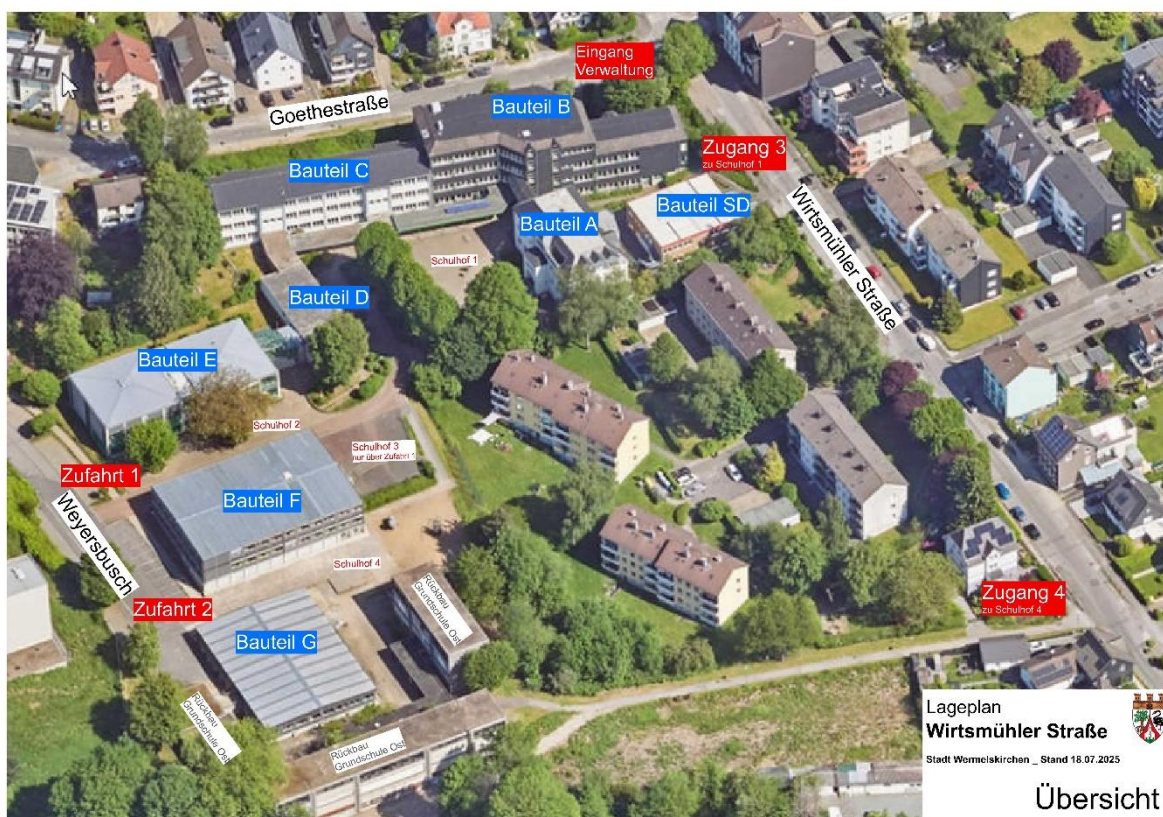 Eingang
Verwaltung
Goethestraße
Bauteil B
Zugang 3
zu Schulhof 1
Bauteil C
Bauteil SD
Bauteil A
Wirtsmühler Straße
Schulhof 1
Bauteil D
Bauteil E
Schulhof 2
Schulhof 3
nur über Zufahrt 1
Zufahrt 1
Bauteil F
Weyersbusch
Schulhof 4
Rückbau
Grundschule Ost
Zufahrt 2
Zugang 4
zu Schulhof 4
Bauteil G
Rückbau
Grundschule Ost
Rückbau
Grundschule Ost
Lageplan
Wirtsmühler Straße
Stadt Wermelskirchen _ Stand 18.07.2025
Übersicht